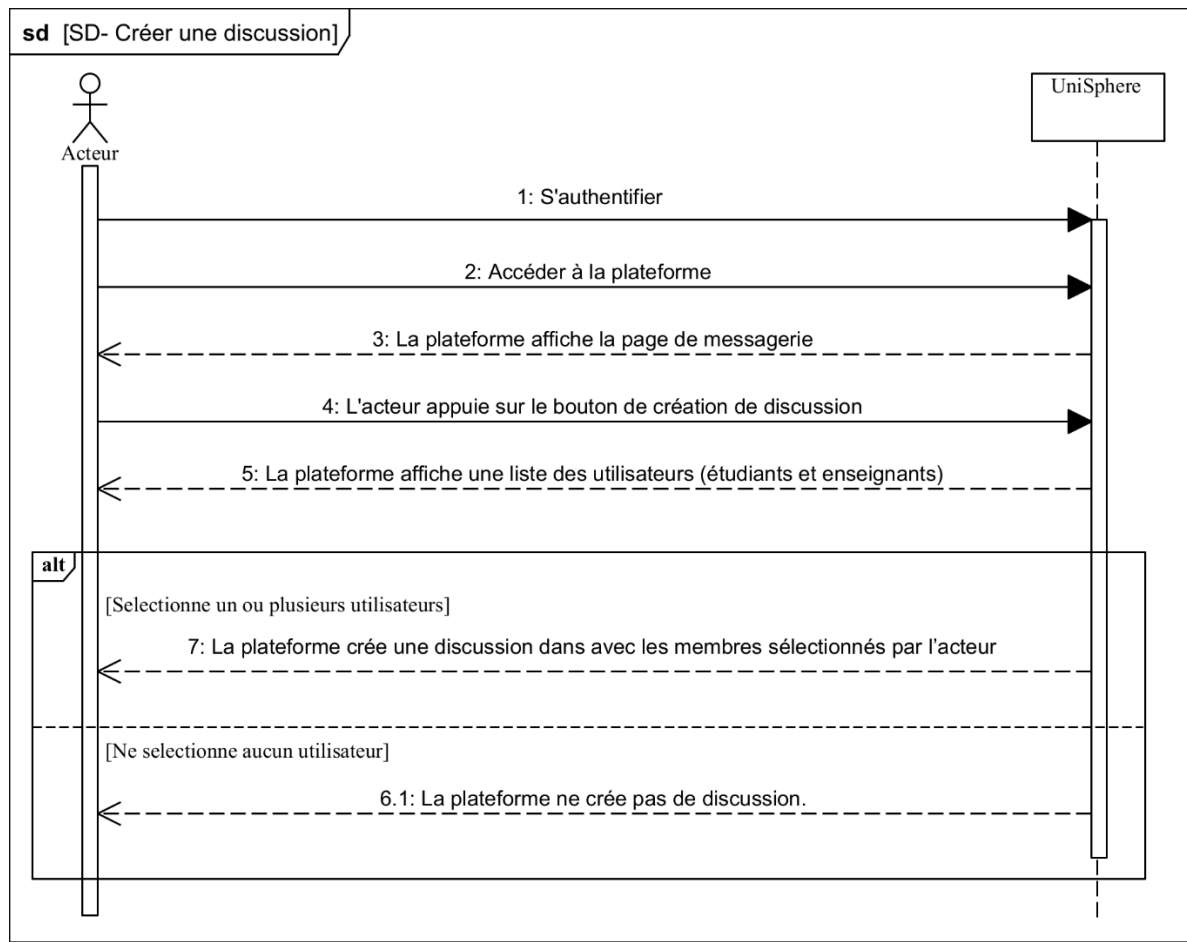 sd [SD- Créer une discussion]
UniSphere
Acteur
1: S'authentifier
2: Accéder à la plateforme
3: La plateforme affiche la page de messagerie
4: L'acteur appuie sur le bouton de création de discussion
5: La plateforme affiche une liste des utilisateurs (étudiants et enseignants)
alt
[Selectionne un ou plusieurs utilisateurs]
7: La plateforme crée une discussion dans avec les membres sélectionnés par l’acteur
[Ne selectionne aucun utilisateur]
6.1: La plateforme ne crée pas de discussion.